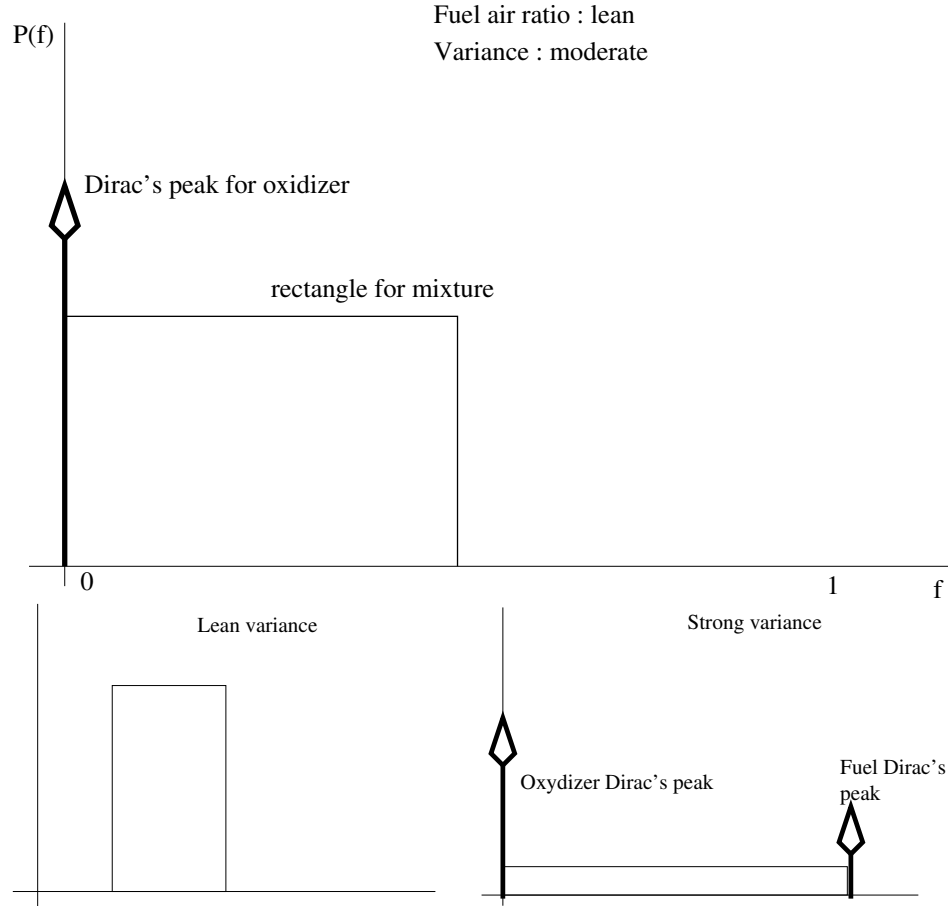 Fuel air ratio : lean
P(f)
Variance : moderate
Dirac's peak for oxidizer
rectangle for mixture
0
1
f
Lean variance
Strong variance
Oxydizer Dirac's peak
Fuel Dirac's
peak